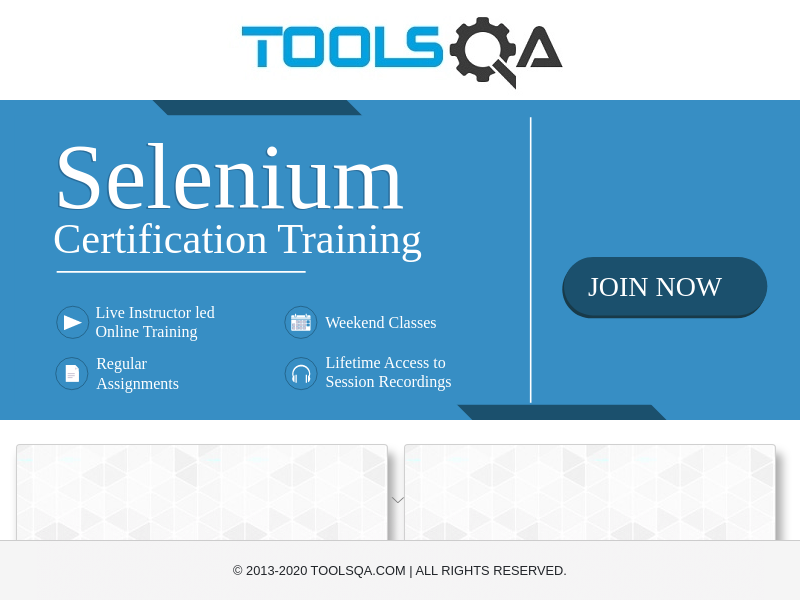 TOOLSQA
Selenium
Certification Training
Live Instructor led
Online Training
Weekend Classes
Regular
Assignments
Lifetime Access to
Session Recordings
JOIN NOW
© 2013-2020 TOOLSQA.COM | ALL RIGHTS RESERVED.